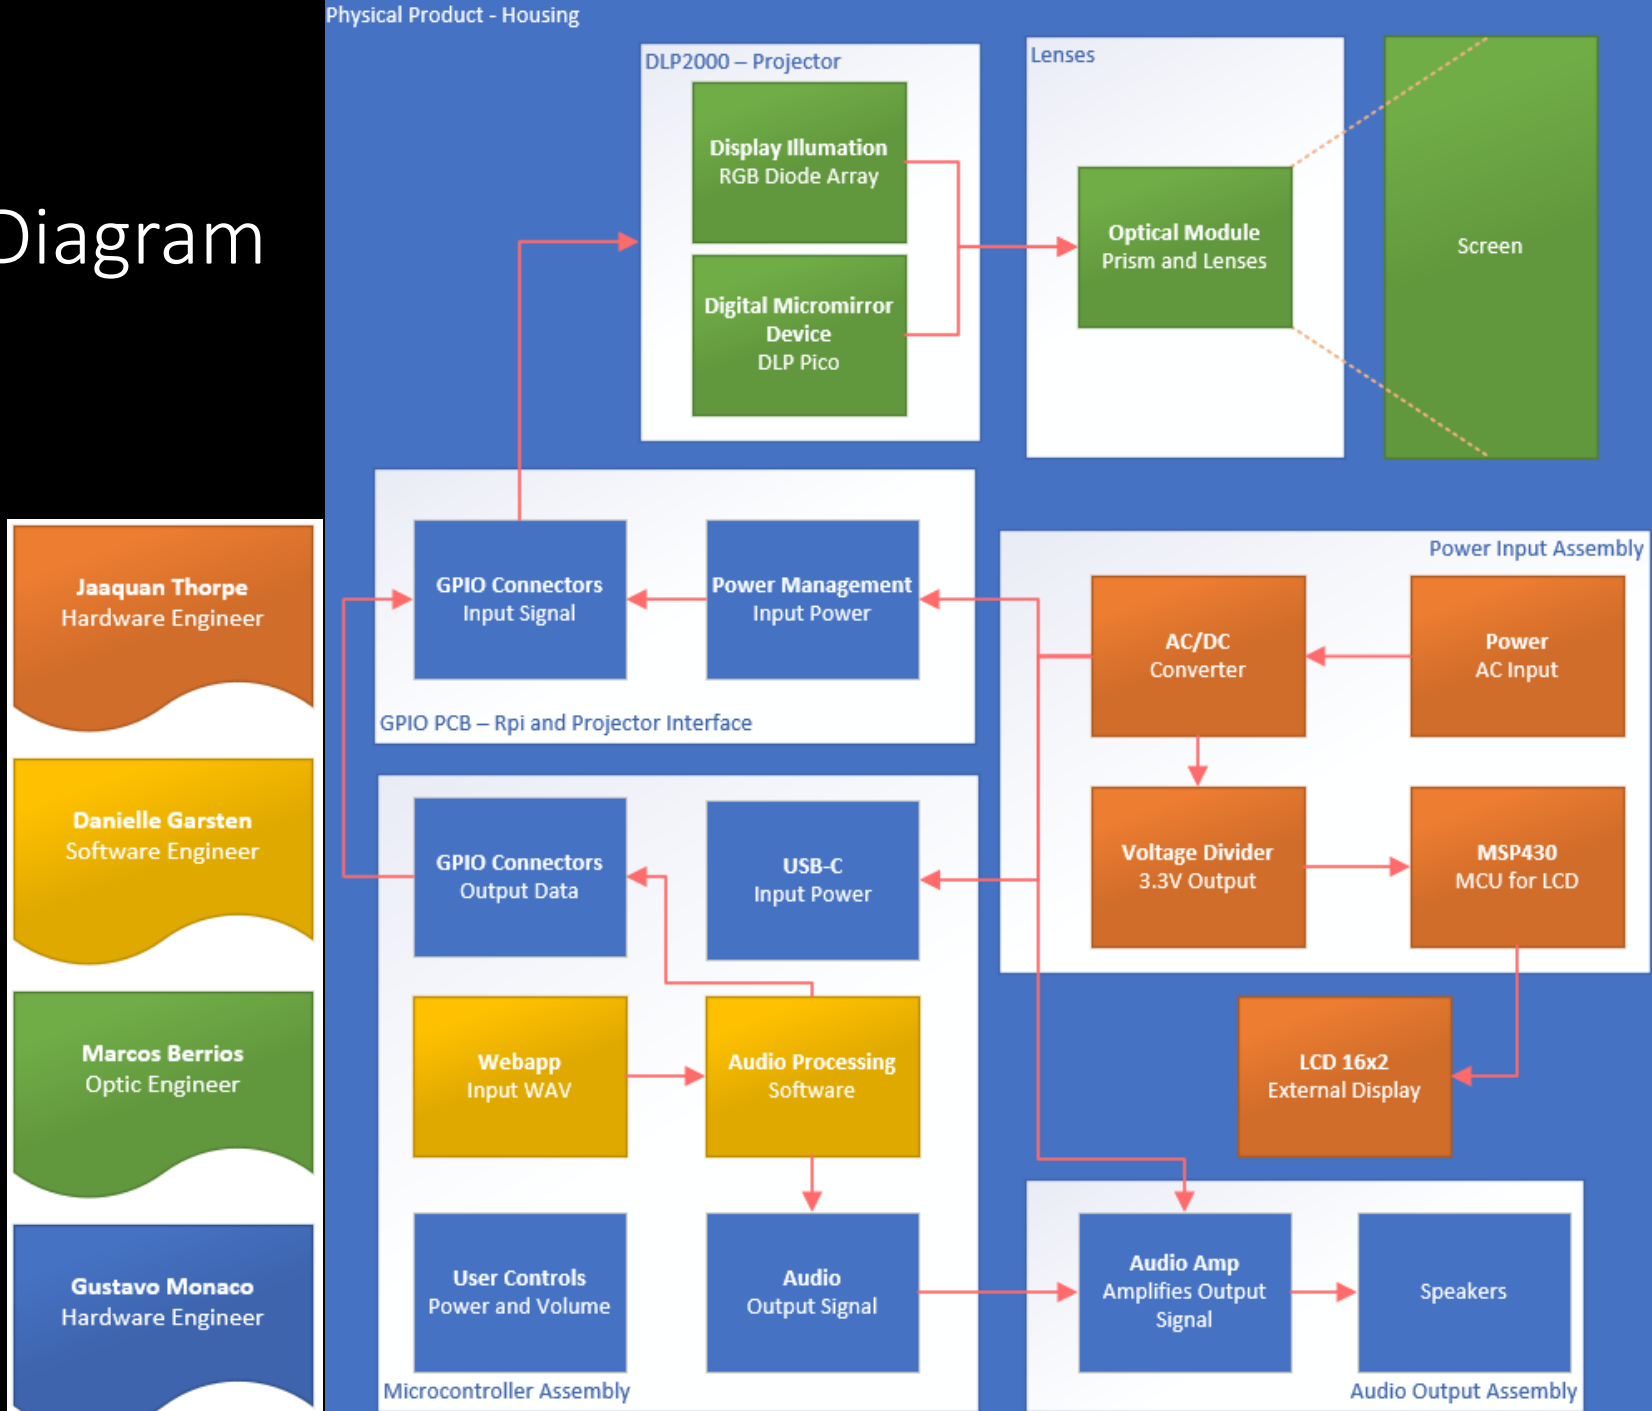 Diagram
Jaaquan Thorpe
Hardware Engineer
Danielle Garsten
Software Engineer
Marcos Berrios
Optic Engineer
Gustavo Monaco
Hardware Engineer
Physical Product - Housing
DLP2000 – Projector
Display Illumation
RGB Diode Array
Digital Micromirror
Device
DLP Pico
Lenses
Optical Module
Prism and Lenses
Screen
GPIO Connectors
Input Signal
Power Management
Input Power
GPIO PCB – Rpi and Projector Interface
Power Input Assembly
AC/DC
Converter
Power
AC Input
Voltage Divider
3.3V Output
MSP430
MCU for LCD
LCD 16x2
External Display
GPIO Connectors
Output Data
USB-C
Input Power
Webapp
Input WAV
Audio Processing
Software
User Controls
Power and Volume
Audio
Output Signal
Microcontroller Assembly
Audio Amp
Amplifies Output
Signal
Speakers
Audio Output Assembly